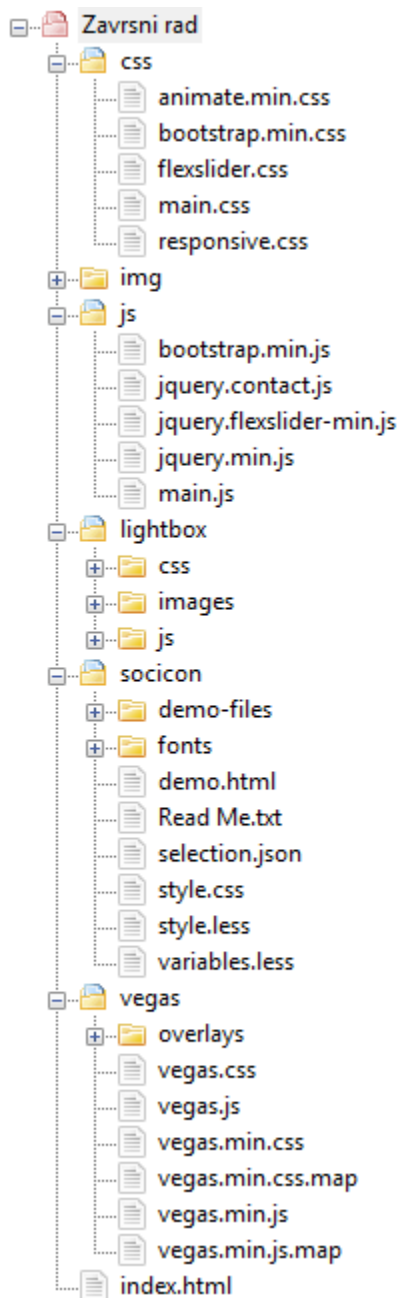 Zavrsni rad
css
animate.min.css
bootstrap.min.css
flexslider.css
main.css
responsive.css
img
js
bootstrap.min.js
jquery.contact.js
jquery.flexslider-min.js
jquery.min.js
main.js
lightbox
css
images
js
socicon
demo-files
fonts
demo.html
Read Me.txt
selection.json
style.css
style.less
variables.less
vegas
overlays
vegas.css
vegas.js
vegas.min.css
vegas.min.css.map
vegas.min.js
vegas.min.js.map
index.html